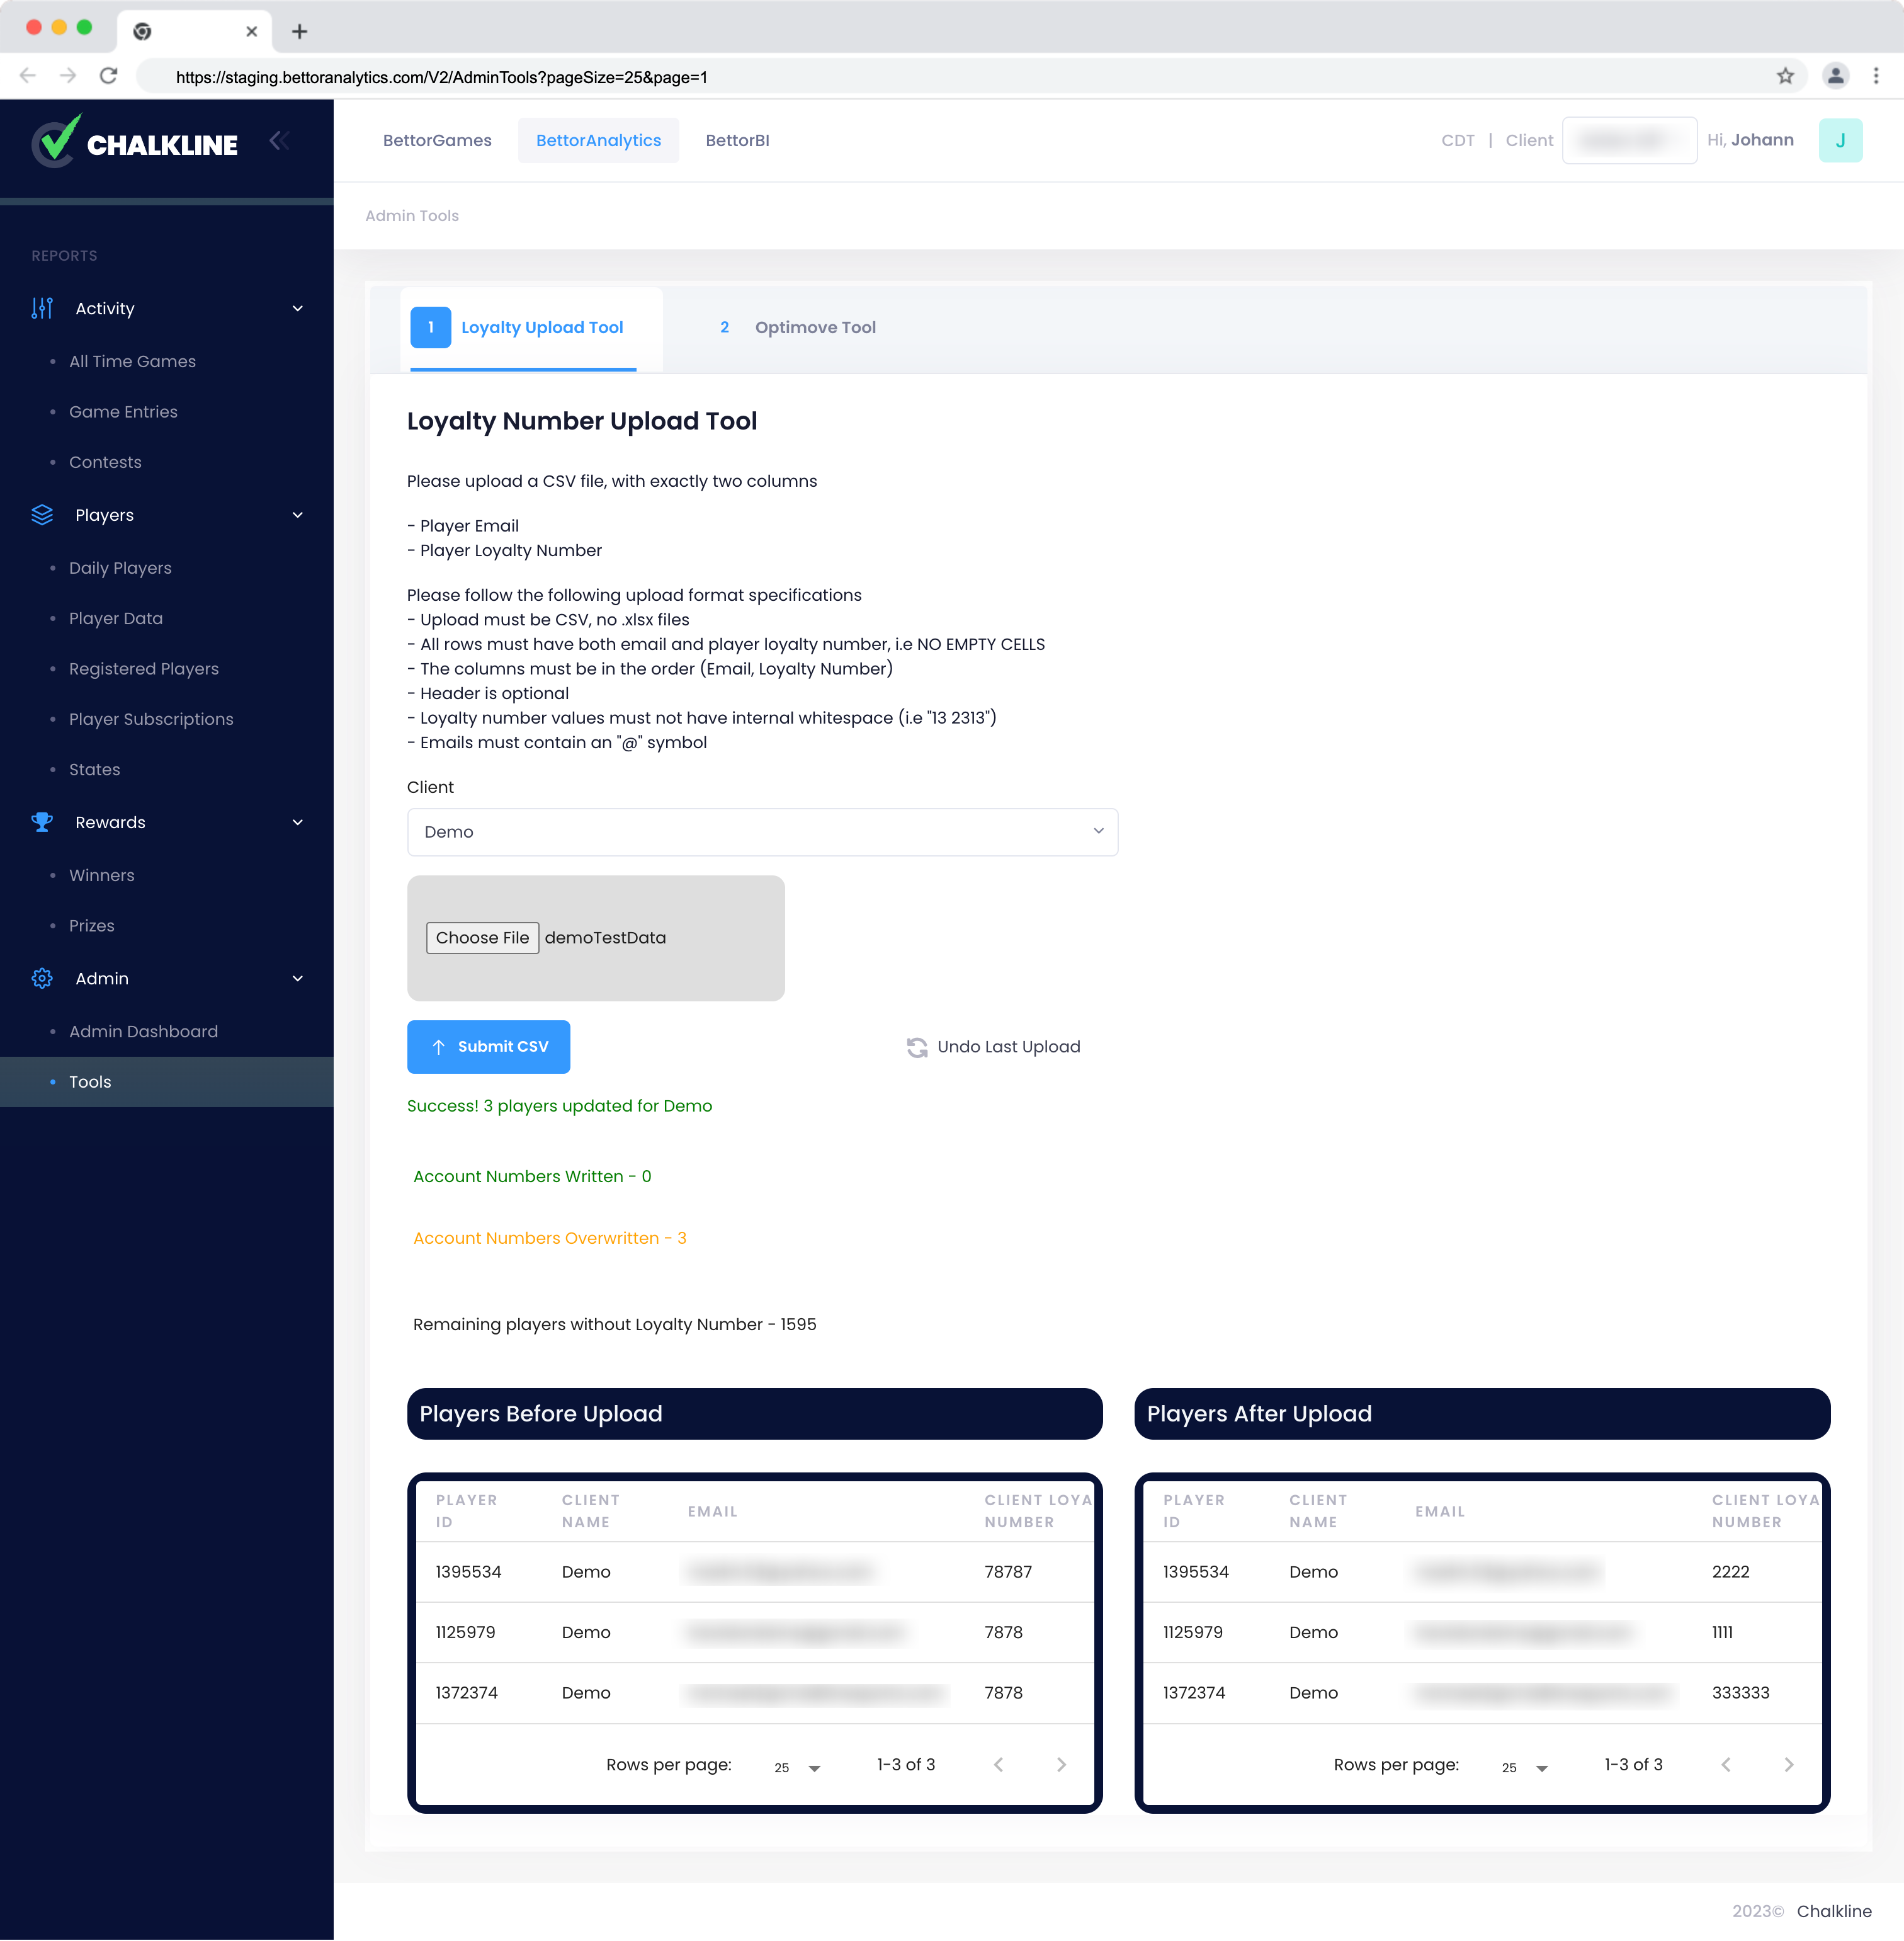 https://staging.bettoranalytics.com/V2/AdminTools?pageSize=25&page=1
CHALKLINE
BettorGames BettorAnalytics BettorBI CDT | Client Hi, Johann J
Admin Tools
REPORTS
Activity
All Time Games
Game Entries
Contests
Players
Daily Players
Player Data
Registered Players
Player Subscriptions
States
Rewards
Winners
Prizes
Admin
Admin Dashboard
Tools
1 Loyalty Upload Tool 2 Optimove Tool
Loyalty Number Upload Tool
Please upload a CSV file, with exactly two columns
- Player Email
- Player Loyalty Number
Please follow the following upload format specifications
- Upload must be CSV, no .xlsx files
- All rows must have both email and player loyalty number, i.e NO EMPTY CELLS
- The columns must be in the order (Email, Loyalty Number)
- Header is optional
- Loyalty number values must not have internal whitespace (i.e "13 2313")
- Emails must contain an "@" symbol
Client
Demo
Choose File demoTestData
Submit CSV Undo Last Upload
Success! 3 players updated for Demo
Account Numbers Written - 0
Account Numbers Overwritten - 3
Remaining players without Loyalty Number - 1595
Players Before Upload
PLAYER ID CLIENT NAME EMAIL CLIENT LOYA NUMBER
1395534 Demo 78787
1125979 Demo 7878
1372374 Demo 7878
Rows per page: 25 1-3 of 3
Players After Upload
PLAYER ID CLIENT NAME EMAIL CLIENT LOYA NUMBER
1395534 Demo 2222
1125979 Demo 1111
1372374 Demo 333333
Rows per page: 25 1-3 of 3
2023© Chalkline